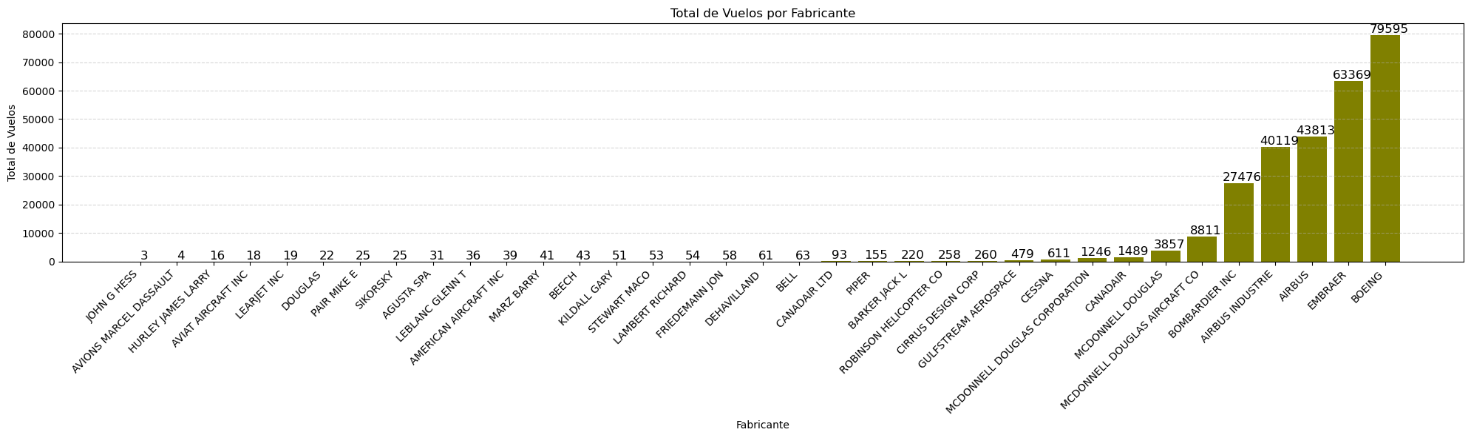 Total de Vuelos por Fabricante
Total de Vuelos
80000
70000
60000
50000
40000
30000
20000
10000
0
3
4
16
18
19
22
25
25
31
36
39
41
43
51
53
54
58
61
63
93
155
220
258
260
479
611
1246
1489
3857
8811
27476
40119
43813
63369
79595
JOHN G HESS
AVIONS MARCEL DASSAULT
HURLEY JAMES LARRY
AVIAT AIRCRAFT INC
LEARJET INC
DOUGLAS
PAIR MIKE E
SIKORSKY
AGUSTA SPA
LEBLANC GLENN T
AMERICAN AIRCRAFT INC
MARZ BARRY
BEECH
KILDALL GARY
STEWART MACO
LAMBERT RICHARD
FRIEDEMANN JON
DEHAVILLAND
BELL
CANADAIR LTD
PIPER
BARKER JACK L
ROBINSON HELICOPTER CO
CIRRUS DESIGN CORP
GULFSTREAM AEROSPACE
CESSNA
MCDONNELL DOUGLAS CORPORATION
CANADAIR
MCDONNELL DOUGLAS
MCDONNELL DOUGLAS AIRCRAFT CO
BOMBARDIER INC
AIRBUS INDUSTRIE
AIRBUS
EMBRAER
BOEING
Fabricante